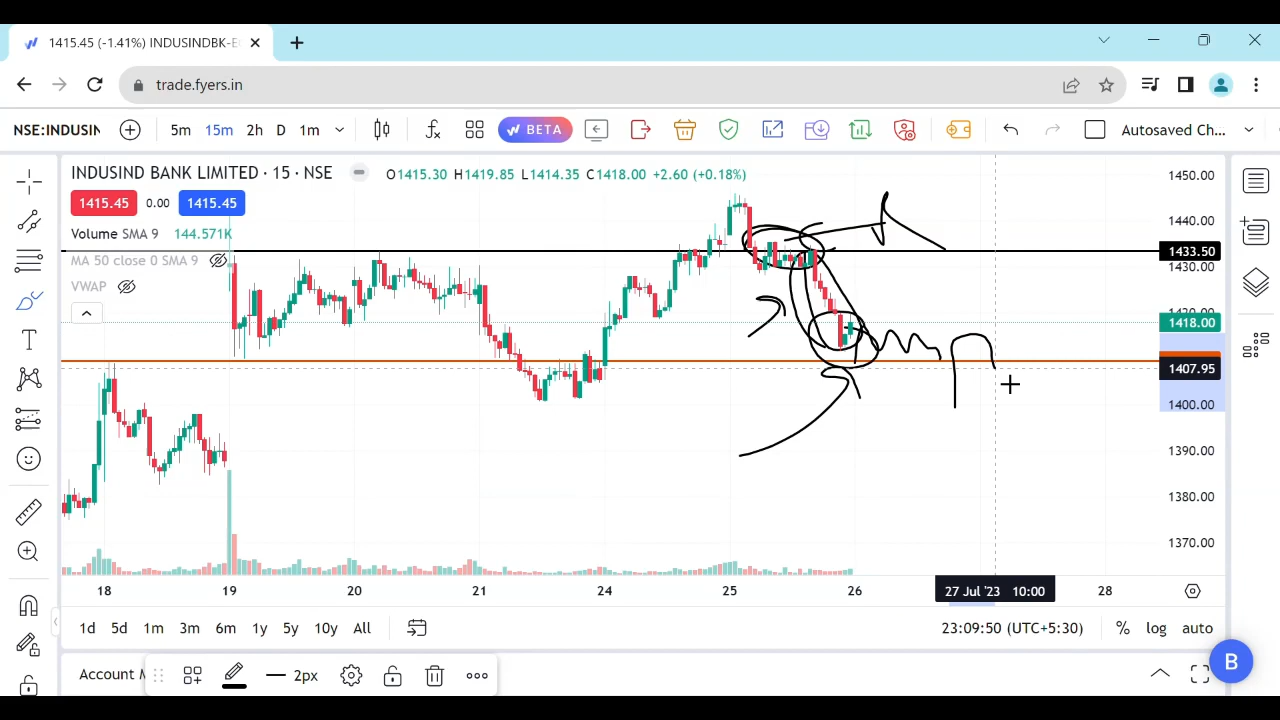 1415.45 (-1.41%) INDUSINDBK-E
trade.fyers.in
NSE:INDUSIN 5m 15m 2h D 1m BETA Autosaved Ch...
INDUSIND BANK LIMITED · 15 · NSE O1415.30 H1419.85 L1414.35 C1418.00 +2.60 (+0.18%)
1415.45 0.00 1415.45
Volume SMA 9 144.571K
MA 50 close 0 SMA 9
VWAP
1450.00
1440.00
1433.50
1430.00
1418.00
1407.95
1400.00
1390.00
1380.00
1370.00
18 19 20 21 24 25 26 27 Jul '23 10:00 28
1d 5d 1m 3m 6m 1y 5y 10y All 23:09:50 (UTC+5:30) % log auto
Account 2px
B